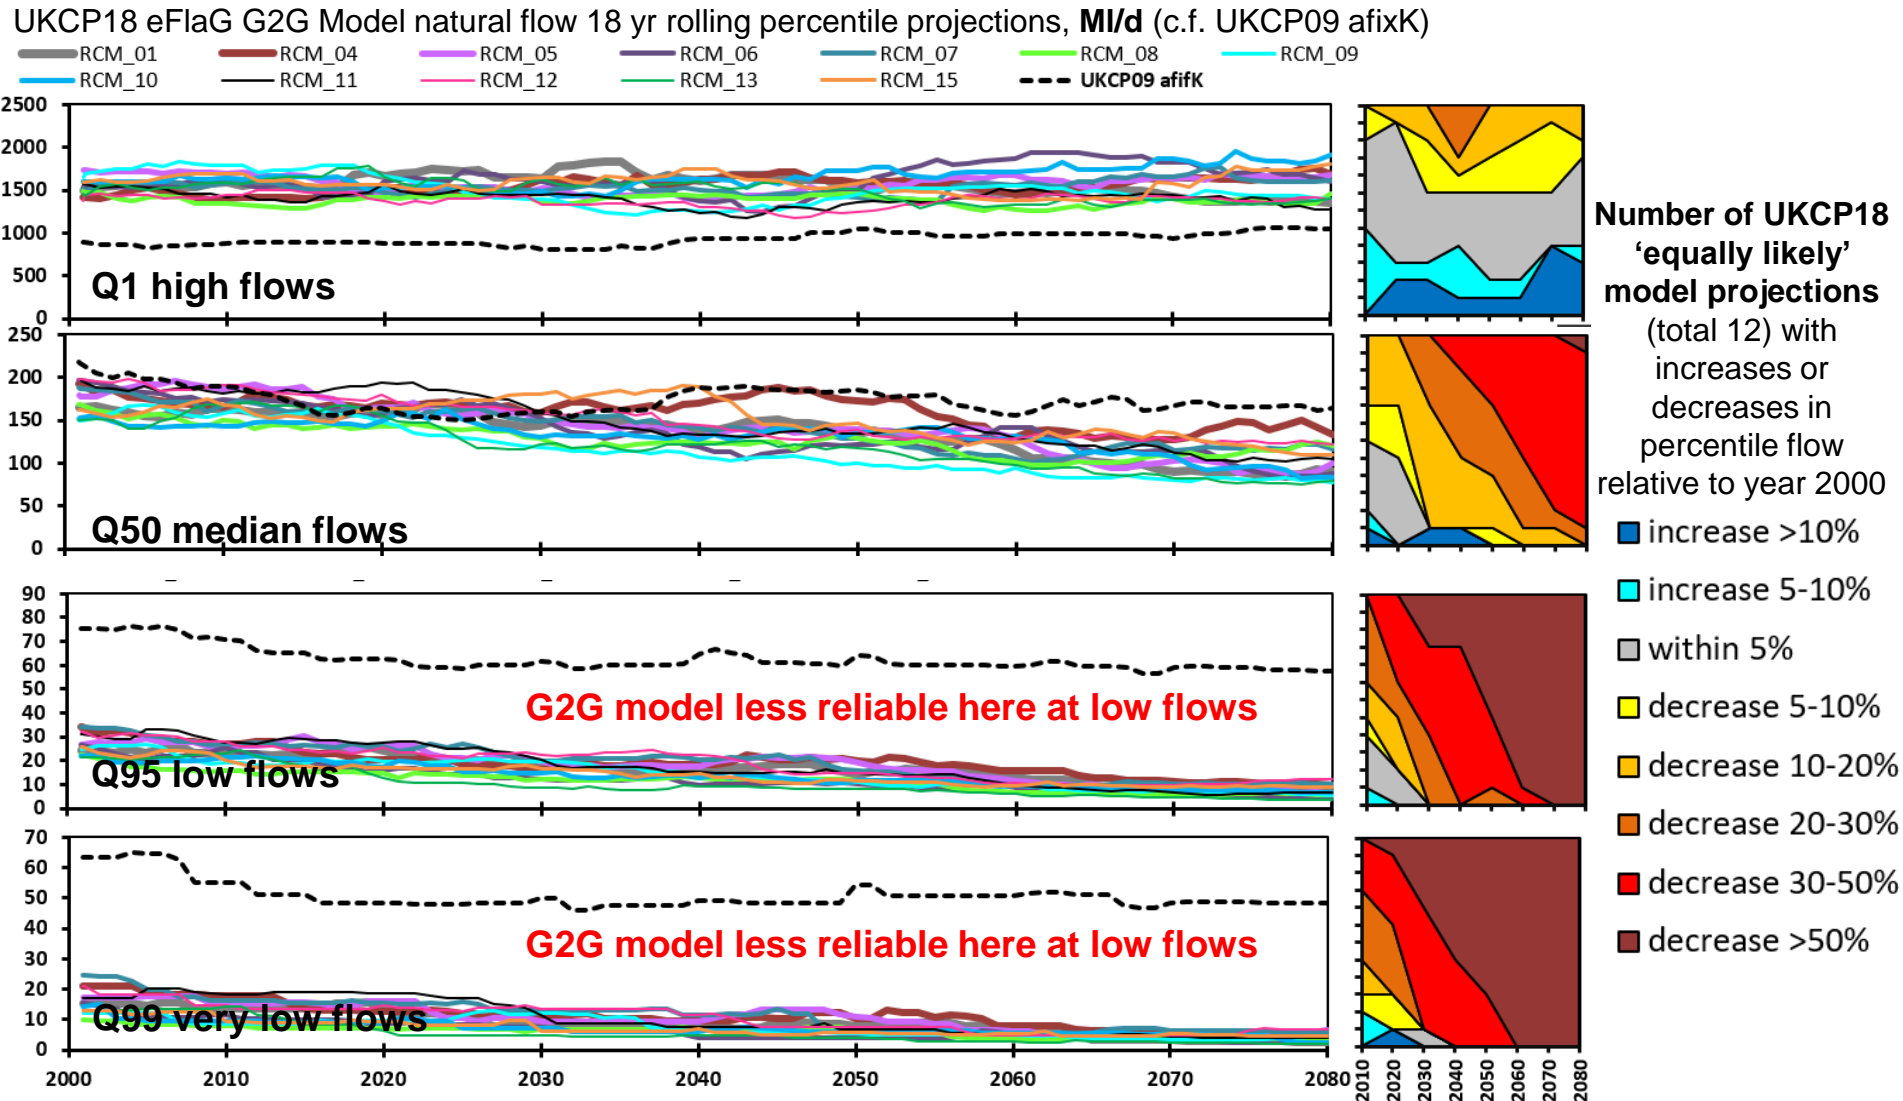 UKCP18 eFlaG G2G Model natural flow 18 yr rolling percentile projections, Ml/d (c.f. UKCP09 afixK)
RCM_01 RCM_04 RCM_05 RCM_06 RCM_07 RCM_08 RCM_09
RCM_10 RCM_11 RCM_12 RCM_13 RCM_15 UKCP09 afifK
2500
2000
1500
1000
500
0
Q1 high flows
250
200
150
100
50
0
Q50 median flows
90
80
70
60
50
40
30
20
10
0
G2G model less reliable here at low flows
Q95 low flows
70
60
50
40
30
20
10
0
G2G model less reliable here at low flows
Q99 very low flows
2000 2010 2020 2030 2040 2050 2060 2070 2080
2010 2020 2030 2040 2050 2060 2070 2080
Number of UKCP18
‘equally likely’
model projections
(total 12) with
increases or
decreases in
percentile flow
relative to year 2000
increase >10%
increase 5-10%
within 5%
decrease 5-10%
decrease 10-20%
decrease 20-30%
decrease 30-50%
decrease >50%